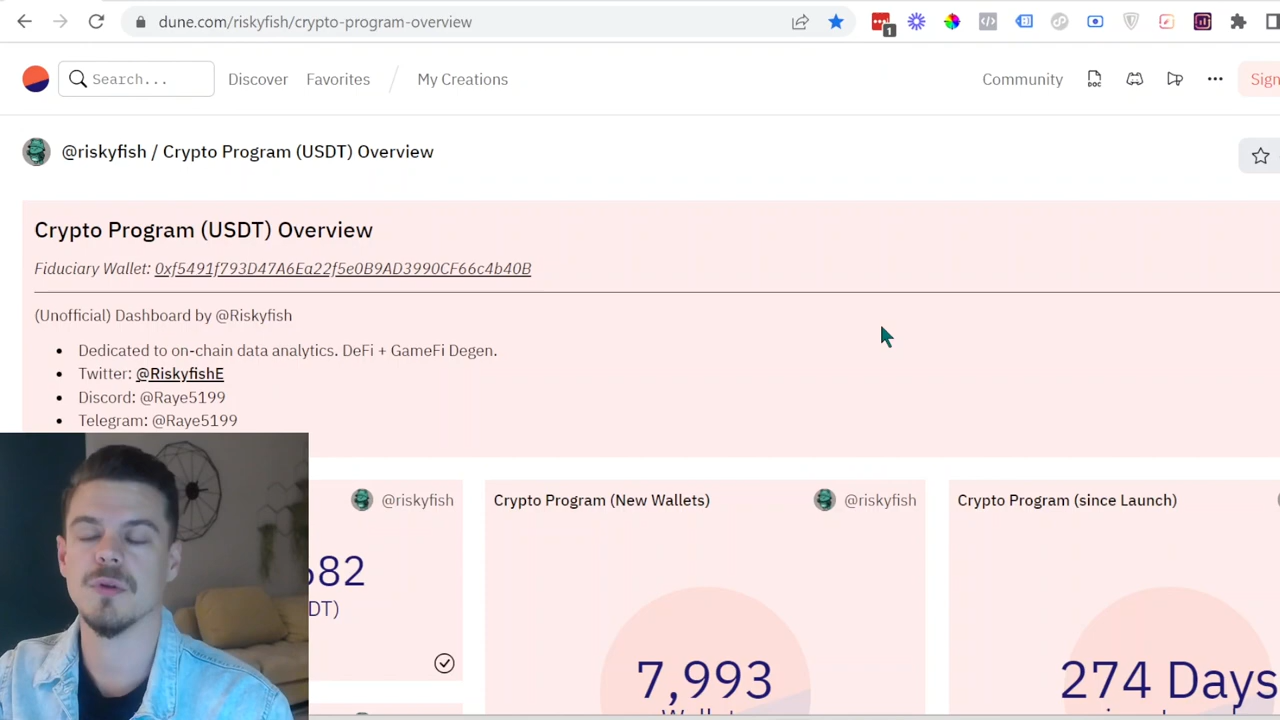 dune.com/riskyfish/crypto-program-overview
1
Search...
Discover
Favorites
My Creations
Community
DOC
Sign
@riskyfish / Crypto Program (USDT) Overview
Crypto Program (USDT) Overview
Fiduciary Wallet: 0xf5491f793D47A6Ea22f5e0B9AD3990CF66c4b40B
(Unofficial) Dashboard by @Riskyfish
Dedicated to on-chain data analytics. DeFi + GameFi Degen.
Twitter: @RiskyfishE
Discord: @Raye5199
Telegram: @Raye5199
@riskyfish
682
DT)
Crypto Program (New Wallets)
@riskyfish
7,993
Crypto Program (since Launch)
274 Days